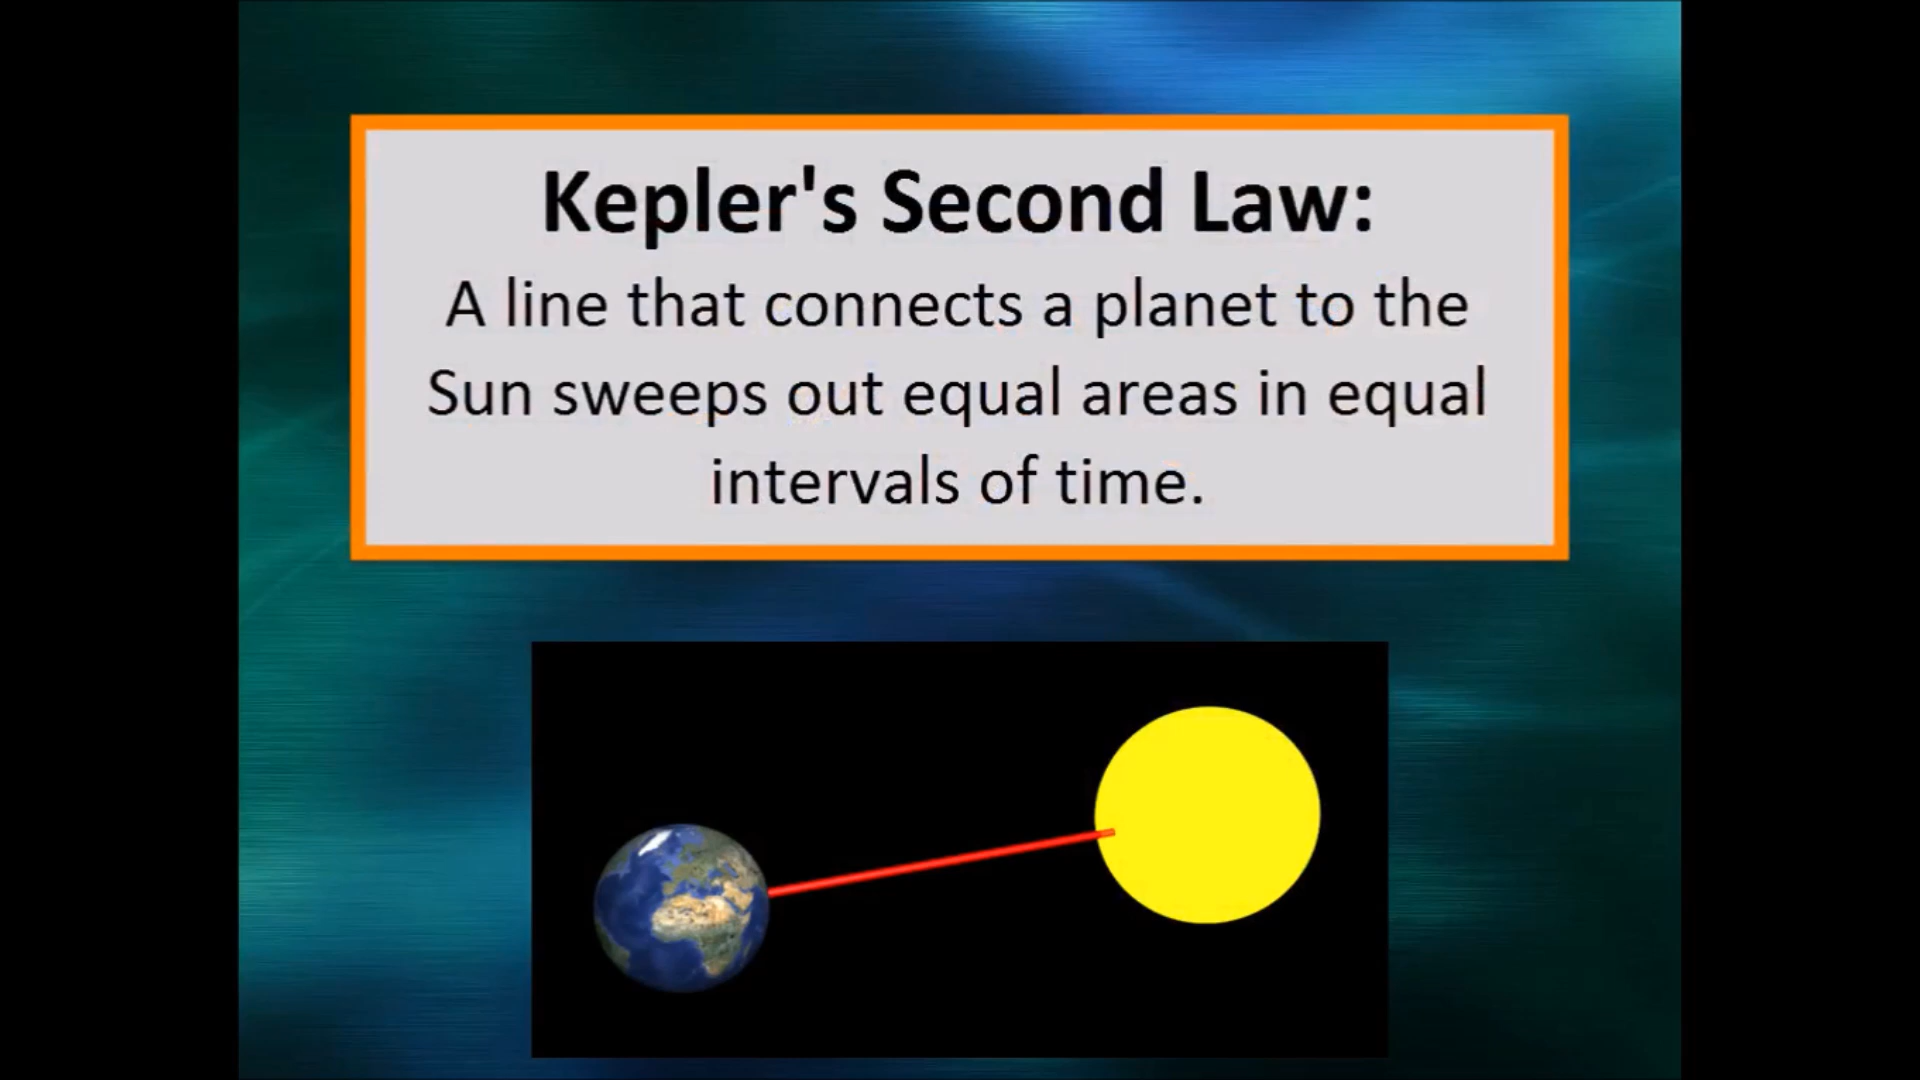 Kepler's Second Law:
A line that connects a planet to the
Sun sweeps out equal areas in equal
intervals of time.